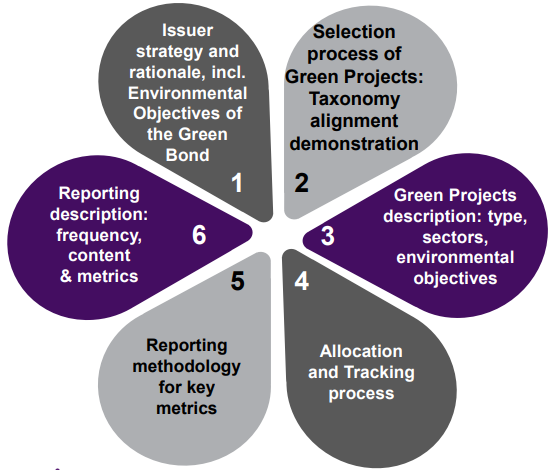 Issuer
strategy and
rationale, incl.
Environmental
Objectives of
the Green
Bond
1
Selection
process of
Green Projects:
Taxonomy
alignment
demonstration
2
3
Green Projects
description: type,
sectors,
environmental
objectives
4
Allocation
and Tracking
process
5
Reporting
methodology
for key
metrics
Reporting
description:
frequency,
content
& metrics
6